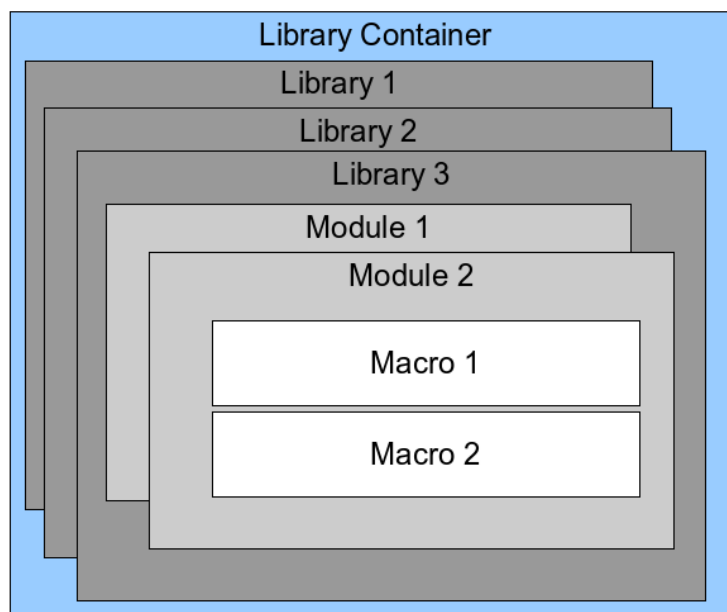 Library Container
Library 1
Library 2
Library 3
Module 1
Module 2
Macro 1
Macro 2